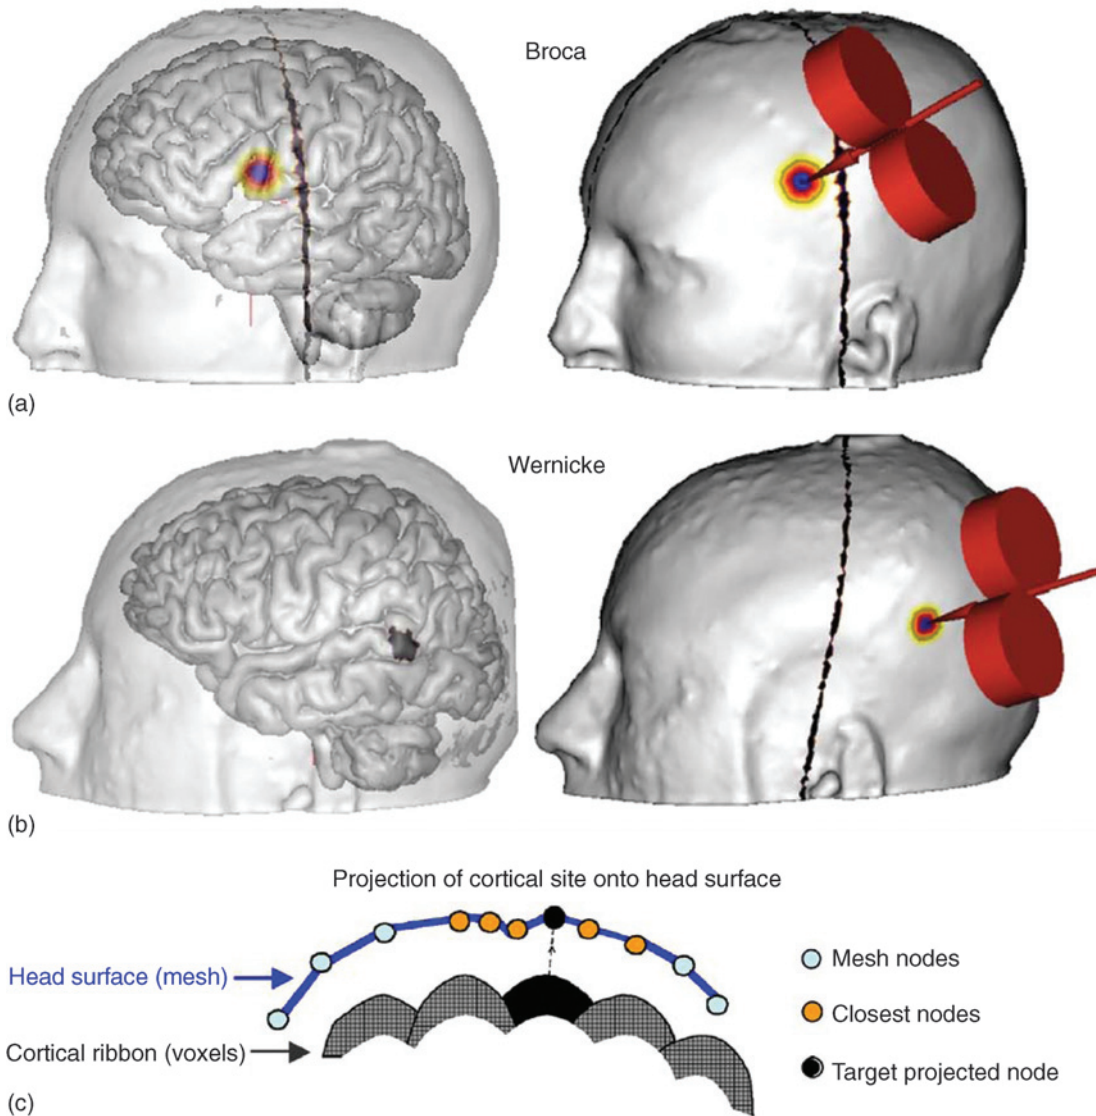 Broca
(a)
Wernicke
(b)
Projection of cortical site onto head surface
Head surface (mesh)
Cortical ribbon (voxels)
Mesh nodes
Closest nodes
Target projected node
(c)